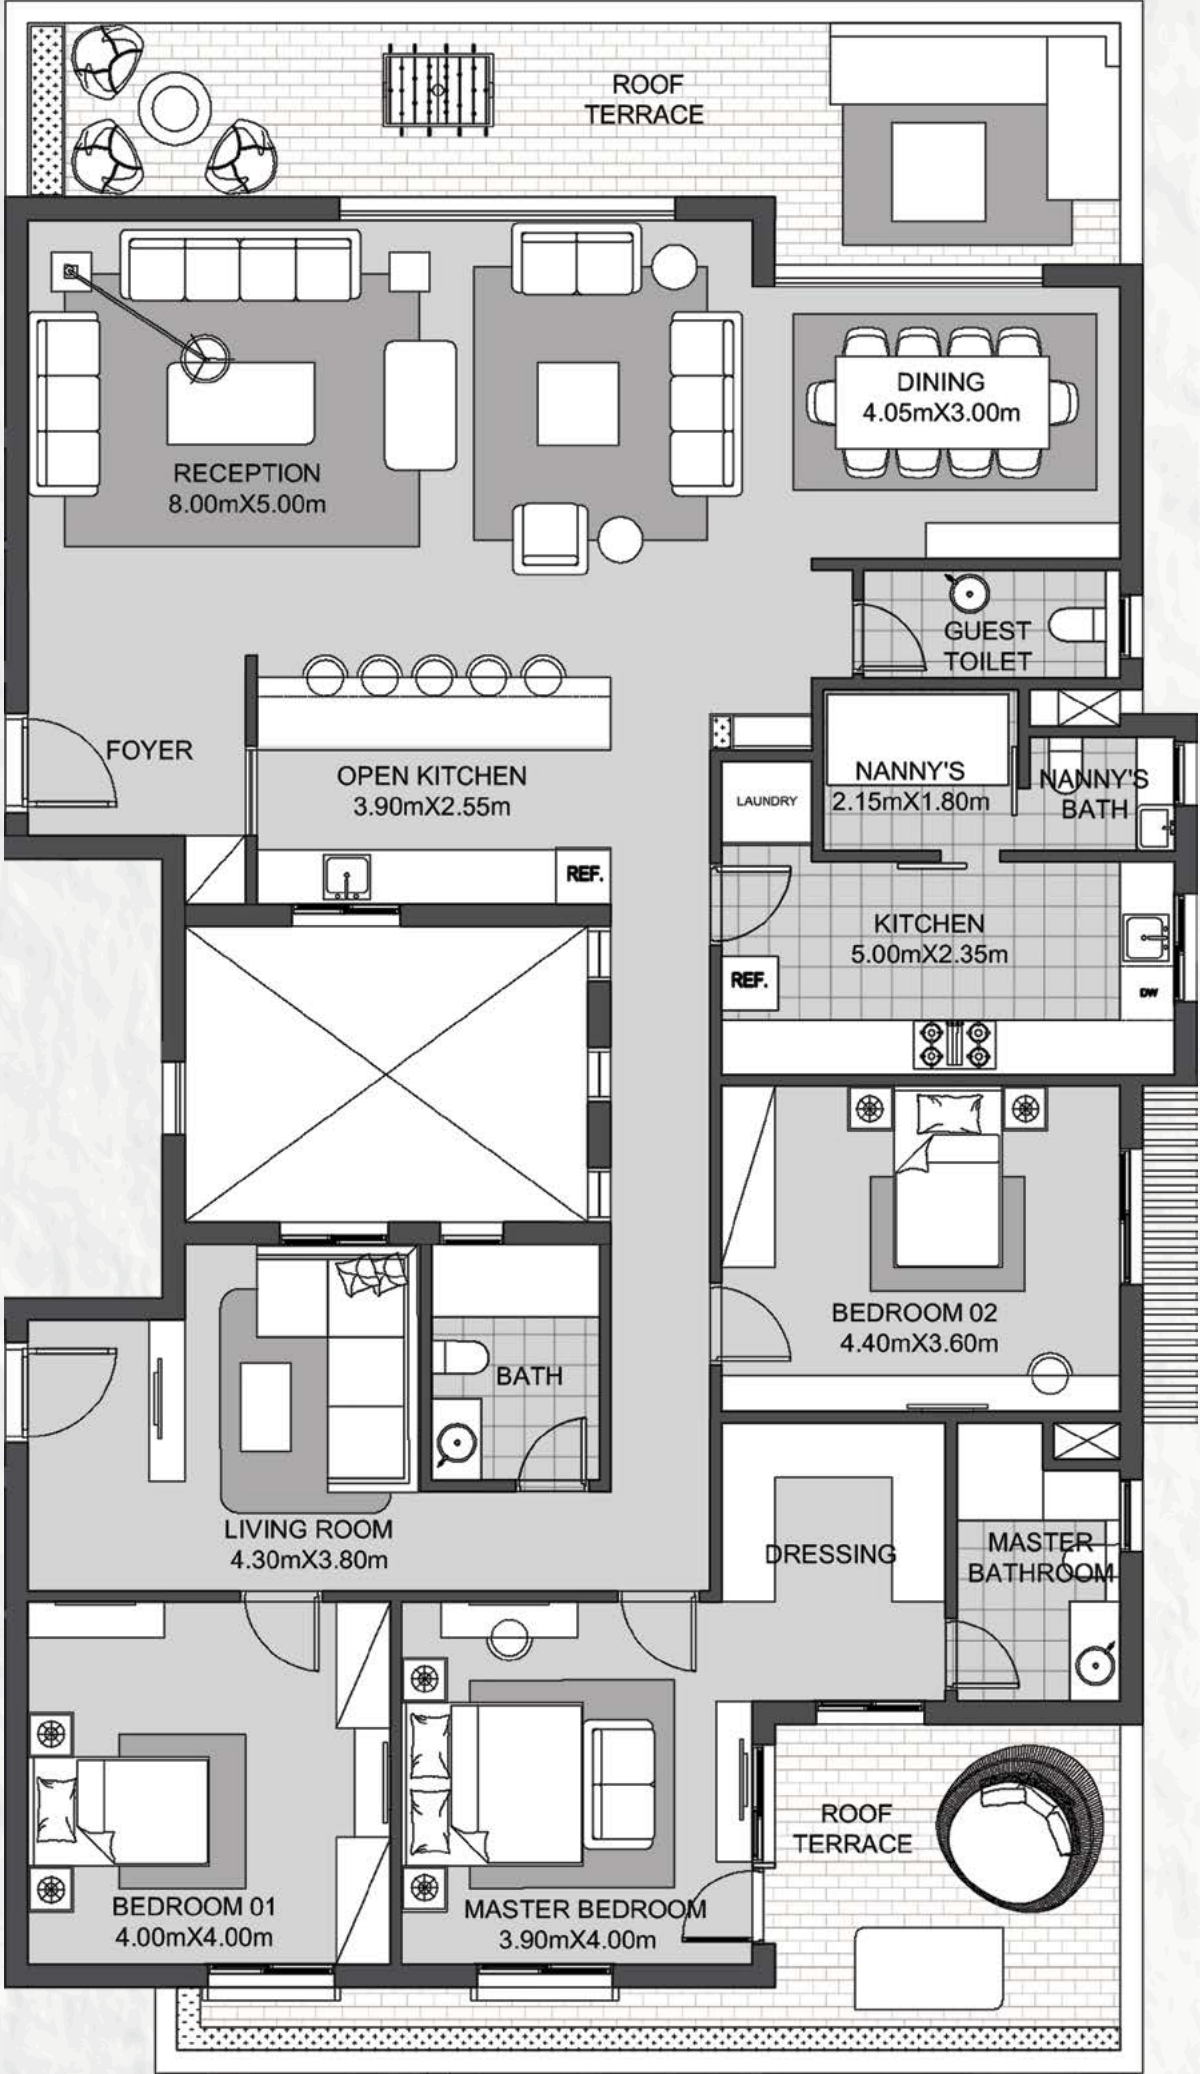 ROOF
TERRACE
DINING
4.05mX3.00m
RECEPTION
8.00mX5.00m
GUEST
TOILET
FOYER
OPEN KITCHEN
3.90mX2.55m
LAUNDRY
NANNY'S
2.15mX1.80m
NANNY'S
BATH
REF.
KITCHEN
5.00mX2.35m
REF.
DW
BEDROOM 02
4.40mX3.60m
BATH
LIVING ROOM
4.30mX3.80m
DRESSING
MASTER
BATHROOM
ROOF
TERRACE
BEDROOM 01
4.00mX4.00m
MASTER BEDROOM
3.90mX4.00m